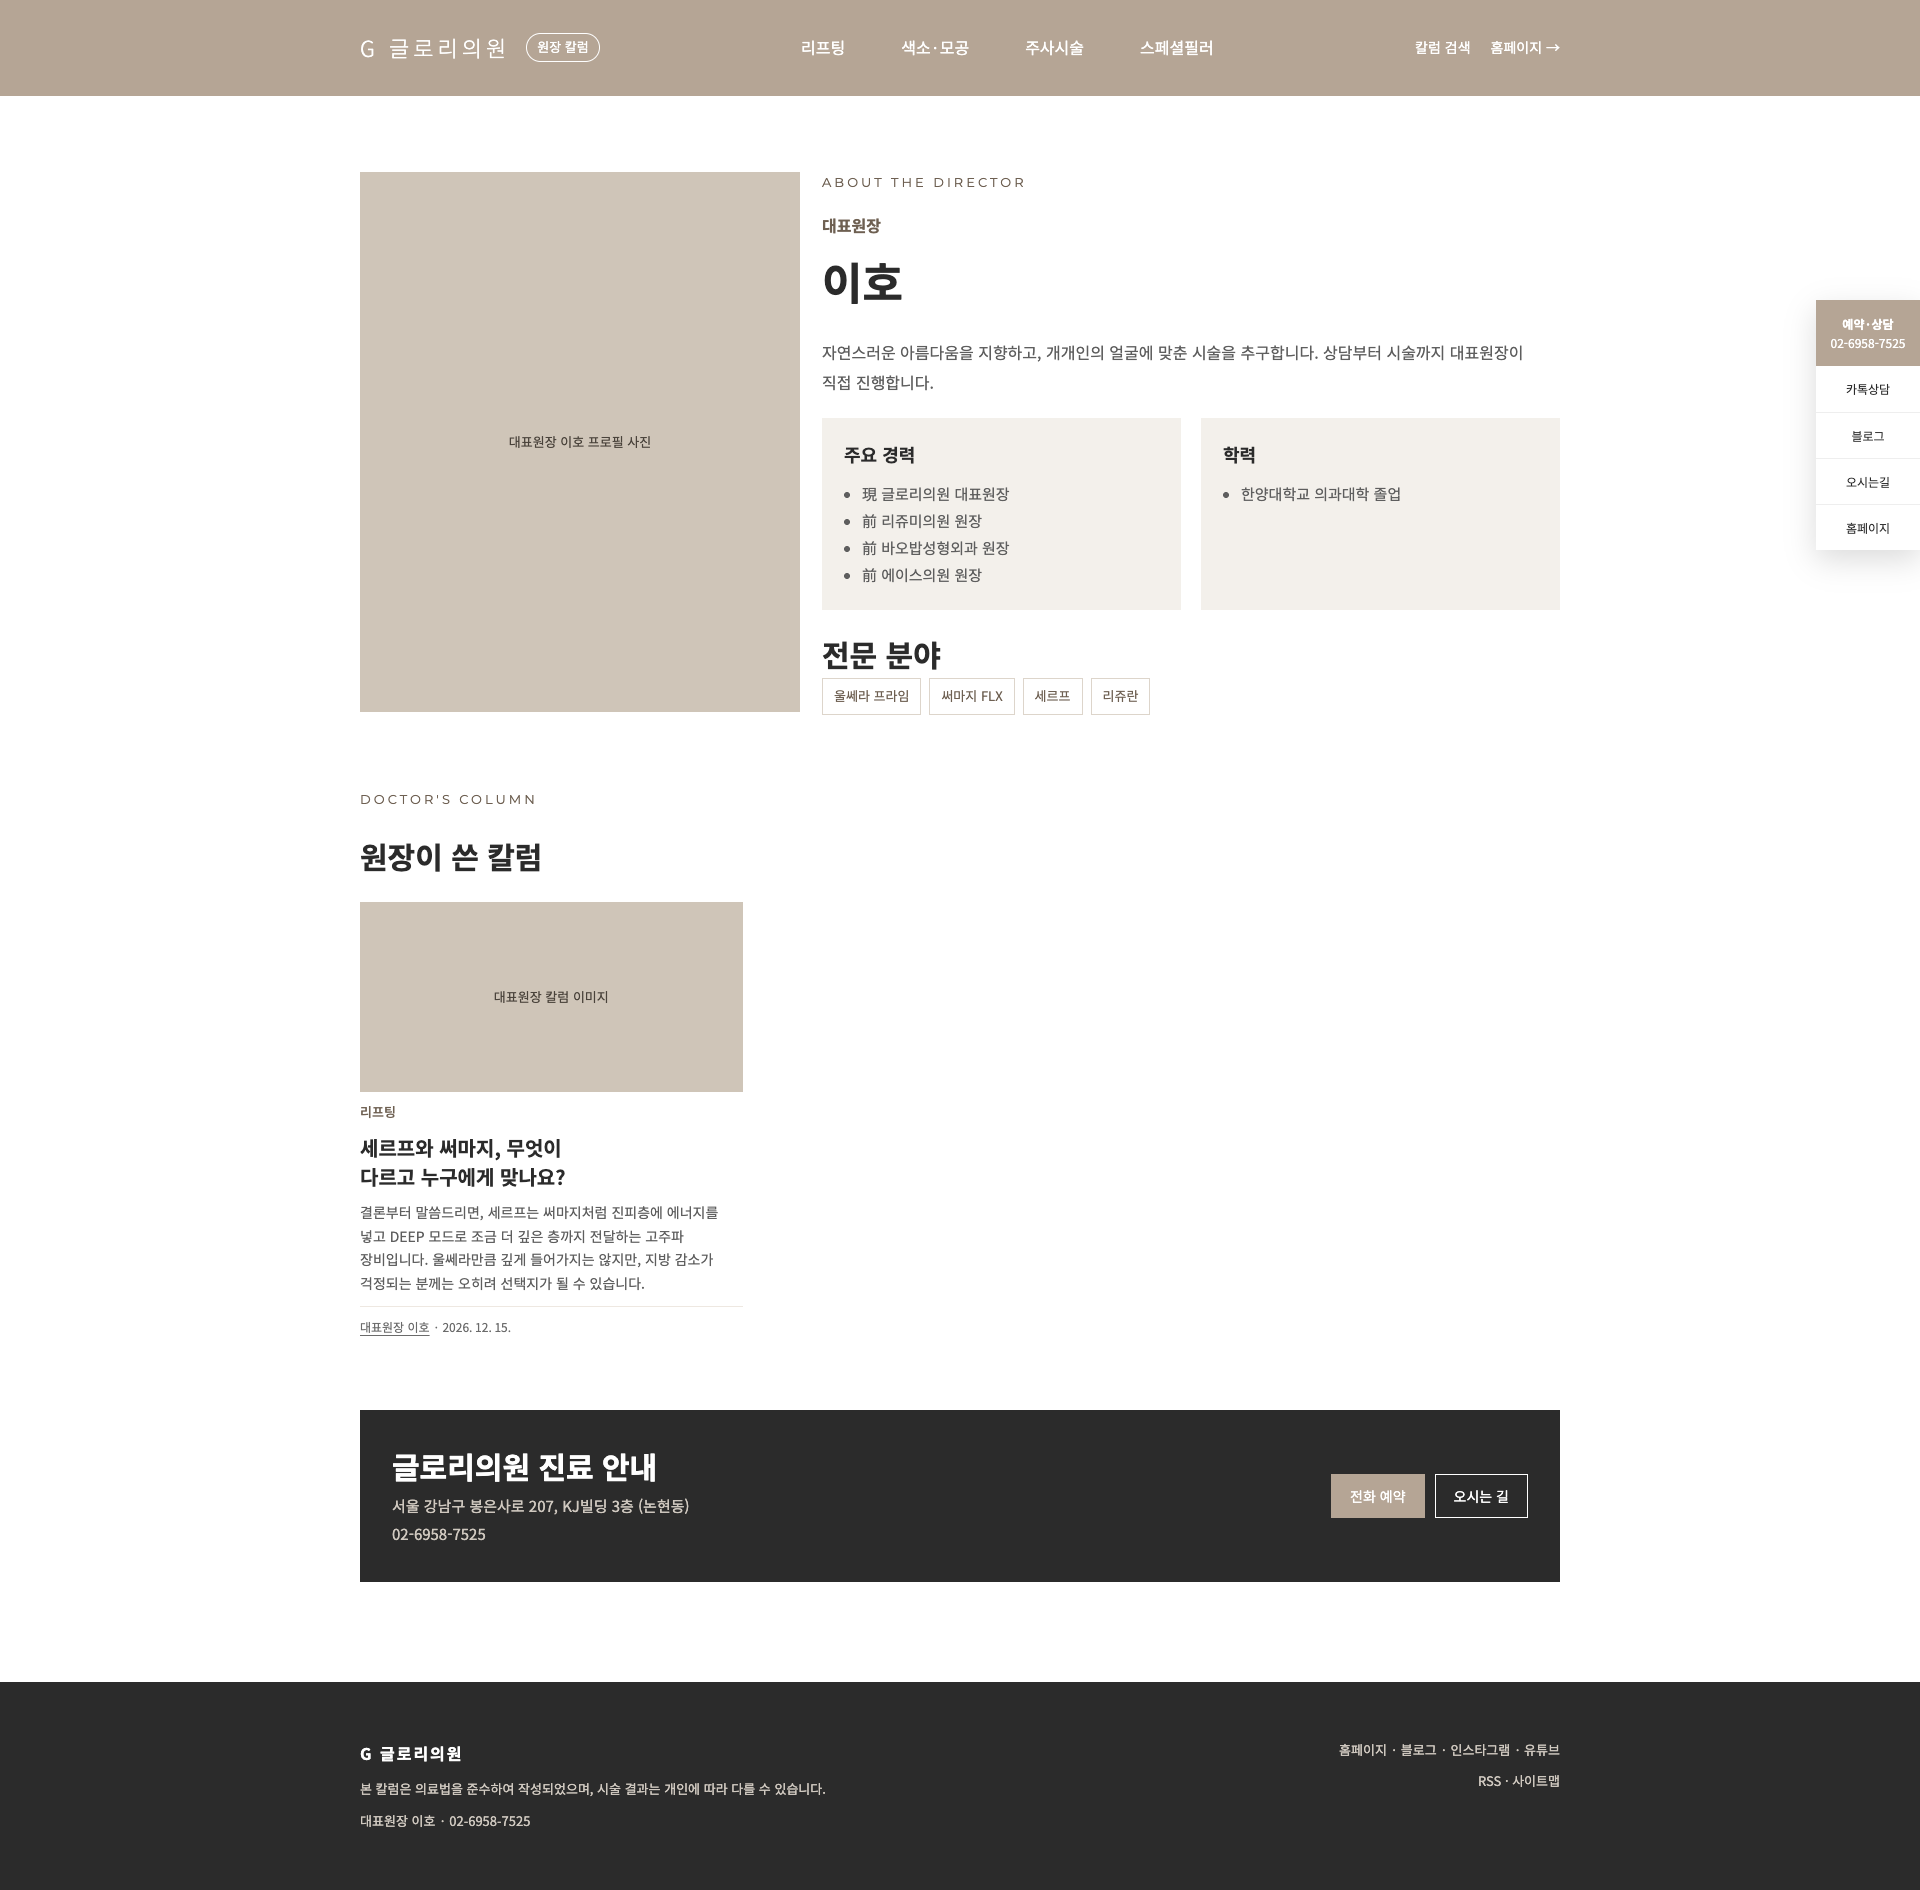 G 글로리의원 원장 칼럼 리프팅 색소·모공 주사시술 스페셜필러 칼럼 검색 홈페이지 →
ABOUT THE DIRECTOR
대표원장
이호
대표원장 이호 프로필 사진
자연스러운 아름다움을 지향하고, 개개인의 얼굴에 맞춘 시술을 추구합니다. 상담부터 시술까지 대표원장이
직접 진행합니다.
주요 경력
• 現 글로리의원 대표원장
• 前 리쥬미의원 원장
• 前 바오밥성형외과 원장
• 前 에이스의원 원장
학력
• 한양대학교 의과대학 졸업
전문 분야
울쎄라 프라임 써마지 FLX 세르프 리쥬란
예약·상담
02-6958-7525
카톡상담
블로그
오시는길
홈페이지
DOCTOR'S COLUMN
원장이 쓴 칼럼
대표원장 칼럼 이미지
리프팅
세르프와 써마지, 무엇이
다르고 누구에게 맞나요?
결론부터 말씀드리면, 세르프는 써마지처럼 진피층에 에너지를
넣고 DEEP 모드로 조금 더 깊은 층까지 전달하는 고주파
장비입니다. 울쎄라만큼 깊게 들어가지는 않지만, 지방 감소가
걱정되는 분께는 오히려 선택지가 될 수 있습니다.
대표원장 이호 · 2026. 12. 15.
글로리의원 진료 안내
서울 강남구 봉은사로 207, KJ빌딩 3층 (논현동)
02-6958-7525
전화 예약 오시는 길
G 글로리의원
본 칼럼은 의료법을 준수하여 작성되었으며, 시술 결과는 개인에 따라 다를 수 있습니다.
대표원장 이호 · 02-6958-7525
홈페이지 · 블로그 · 인스타그램 · 유튜브
RSS · 사이트맵